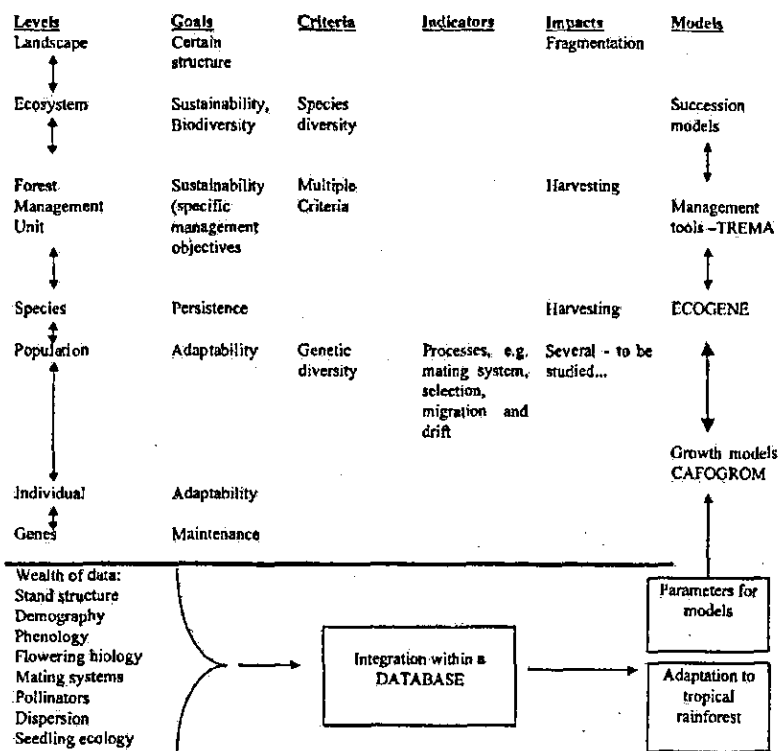 Levels Goals Criteria Indicators Impacts Models
Landscape Certain Fragmentation
structure
Ecosystem Sustainability, Species Succession
Biodiversity diversity models
Forest Sustainability Multiple Harvesting
Management (specific Criteria Management
Unit management tools –TREMA
objectives
Species Persistence Harvesting ECOGENE
Population Adaptability Genetic Processes, e.g. Several - to be
diversity mating system, studied...
selection,
migration and
drift
Growth models
CAFOGROM
Individual Adaptability
Genes Maintenance
Wealth of data:
Stand structure
Demography
Phenology
Flowering biology
Mating systems
Pollinators
Dispersion
Seedling ecology
Integration within a
DATABASE
Parameters for
models
Adaptation to
tropical
rainforest